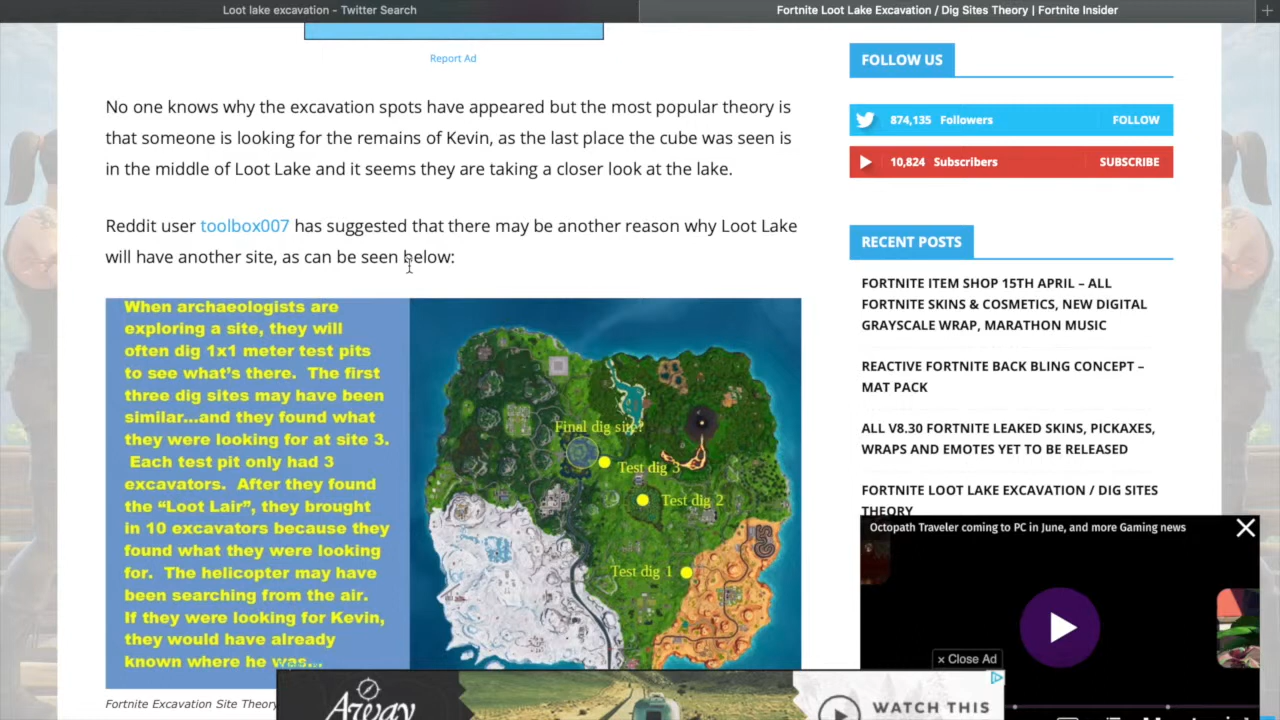 Loot lake excavation - Twitter Search
Fortnite Loot Lake Excavation / Dig Sites Theory | Fortnite Insider
Report Ad
No one knows why the excavation spots have appeared but the most popular theory is
that someone is looking for the remains of Kevin, as the last place the cube was seen is
in the middle of Loot Lake and it seems they are taking a closer look at the lake.
Reddit user toolbox007 has suggested that there may be another reason why Loot Lake
will have another site, as can be seen below:
When archaeologists are
exploring a site, they will
often dig 1x1 meter test pits
to see what's there. The first
three dig sites may have been
similar...and they found what
they were looking for at site 3.
Each test pit only had 3
excavators. After they found
the “Loot Lair”, they brought
in 10 excavators because they
found what they were looking
for. The helicopter may have
been searching from the air.
If they were looking for Kevin,
they would have already
known where he was...
Final dig site?
Test dig 3
Test dig 2
Test dig 1
Fortnite Excavation Site Theory
FOLLOW US
874,135 Followers FOLLOW
10,824 Subscribers SUBSCRIBE
RECENT POSTS
FORTNITE ITEM SHOP 15TH APRIL – ALL
FORTNITE SKINS & COSMETICS, NEW DIGITAL
GRAYSCALE WRAP, MARATHON MUSIC
REACTIVE FORTNITE BACK BLING CONCEPT –
MAT PACK
ALL V8.30 FORTNITE LEAKED SKINS, PICKAXES,
WRAPS AND EMOTES YET TO BE RELEASED
FORTNITE LOOT LAKE EXCAVATION / DIG SITES
THEORY
Octopath Traveler coming to PC in June, and more Gaming news
× Close Ad
Away
WATCH THIS